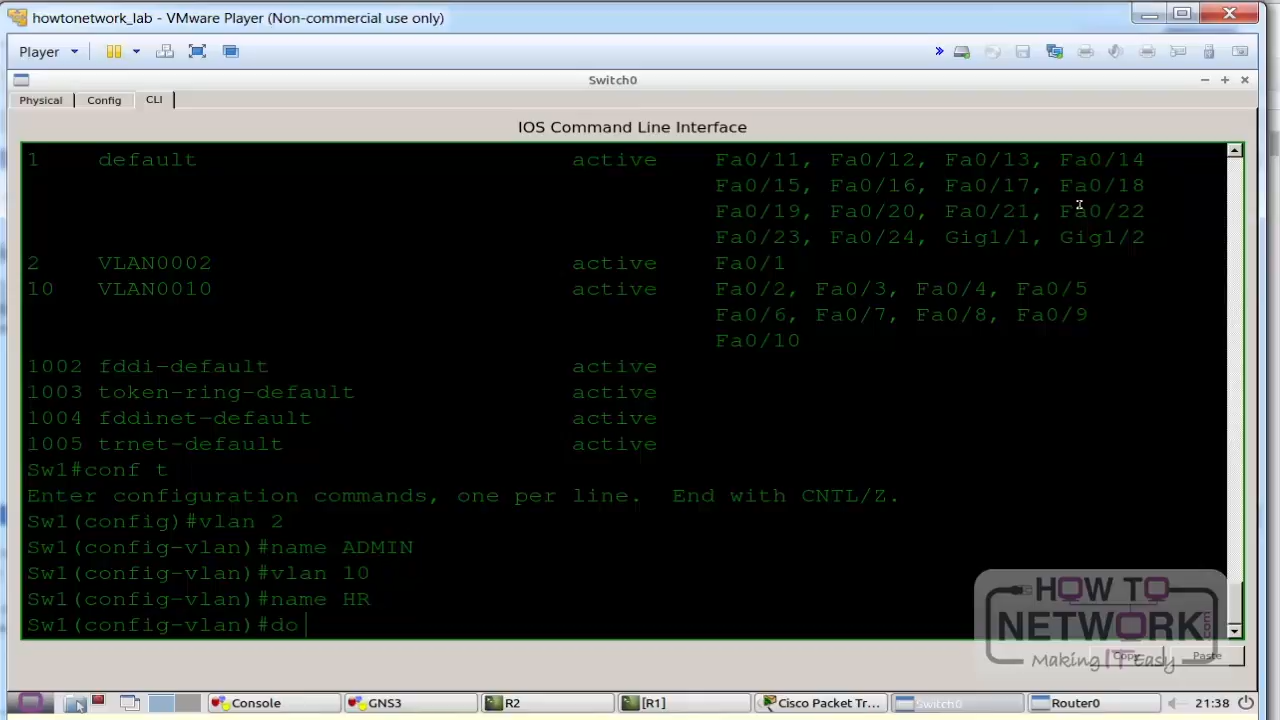 howtonetwork_lab - VMware Player (Non-commercial use only)
Player
Switch0
Physical Config CLI
IOS Command Line Interface
1 default active Fa0/11, Fa0/12, Fa0/13, Fa0/14
Fa0/15, Fa0/16, Fa0/17, Fa0/18
Fa0/19, Fa0/20, Fa0/21, Fa0/22
Fa0/23, Fa0/24, Gig1/1, Gig1/2
2 VLAN0002 active Fa0/1
10 VLAN0010 active Fa0/2, Fa0/3, Fa0/4, Fa0/5
Fa0/6, Fa0/7, Fa0/8, Fa0/9
Fa0/10
1002 fddi-default active
1003 token-ring-default active
1004 fddinet-default active
1005 trnet-default active
Sw1#conf t
Enter configuration commands, one per line.  End with CNTL/Z.
Sw1(config)#vlan 2
Sw1(config-vlan)#name ADMIN
Sw1(config-vlan)#vlan 10
Sw1(config-vlan)#name HR
Sw1(config-vlan)#do
HOW TO
NETWORK.com
Making IT Easy
Copy Paste
Console GNS3 R2 [R1] Cisco Packet Tr... Switch0 Router0 21:38